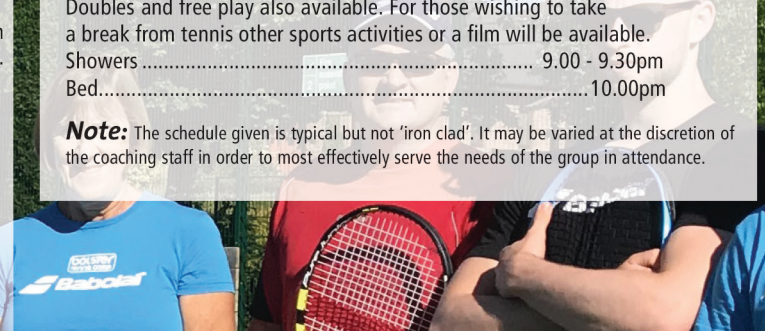 Doubles and free play also available. For those wishing to take
a break from tennis other sports activities or a film will be available.
Showers ......................................................................... 9.00 - 9.30pm
Bed...........................................................................................10.00pm
Note: The schedule given is typical but not ‘iron clad’. It may be varied at the discretion of
the coaching staff in order to most effectively serve the needs of the group in attendance.
Babolat